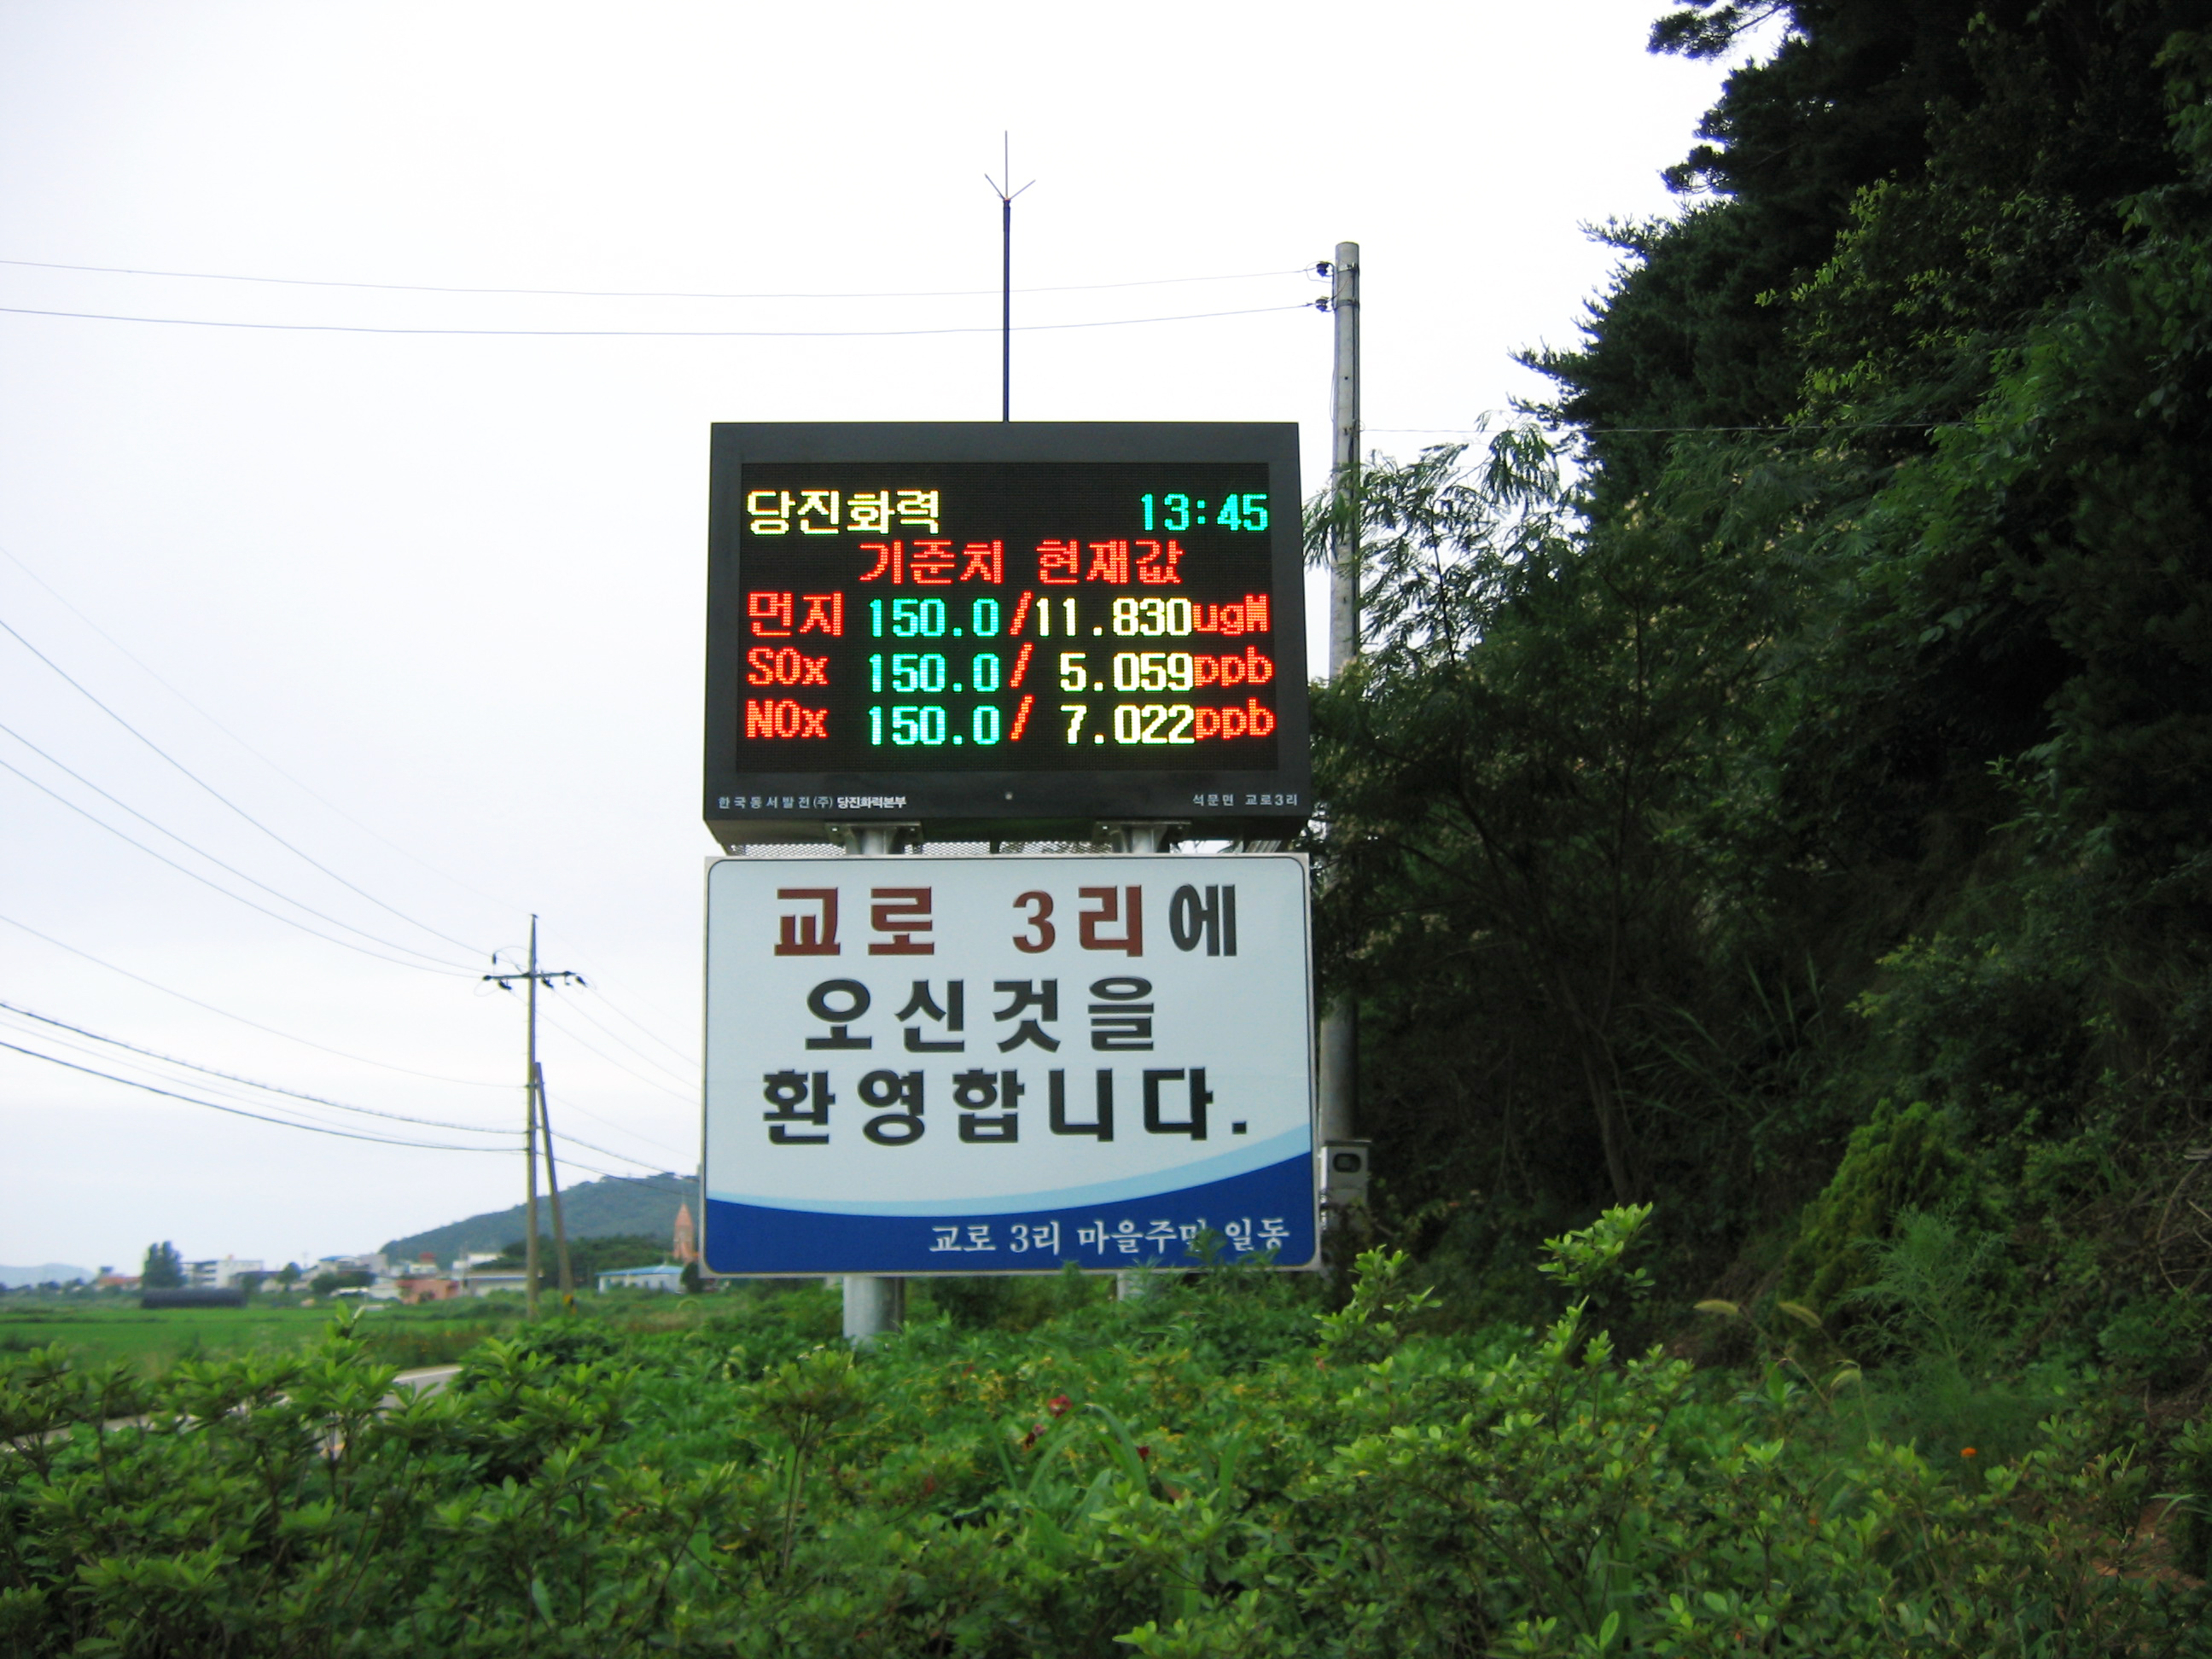 당진화력 13:45
기준치 현재값
먼지 150.0/11.830ugM
SOx 150.0/ 5.059ppb
NOx 150.0/ 7.022ppb
한국동서발전(주) 당진화력본부 석문면 교로3리
교로 3리에
오신것을
환영합니다.
교로 3리 마을주민 일동